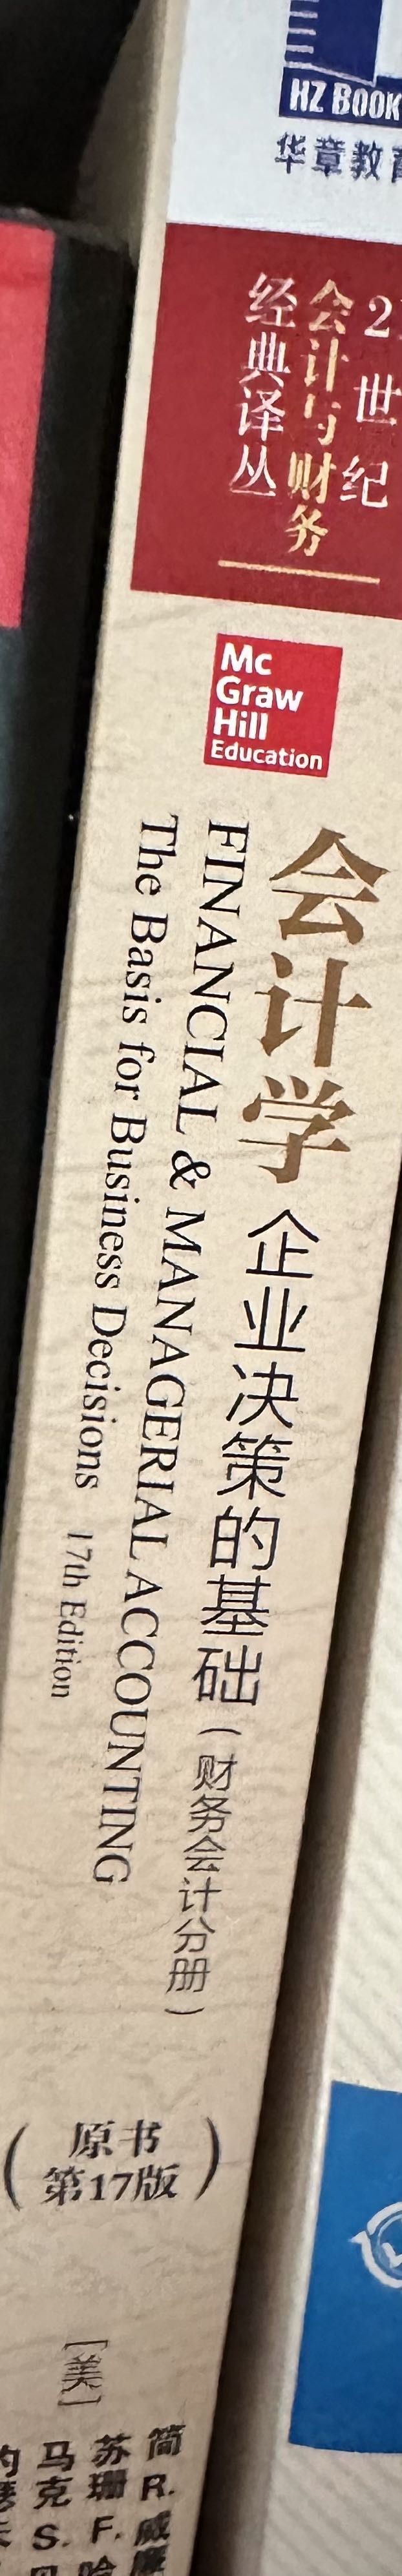 HZ BOOK
华章教育
21世纪
会计与财务
经典译丛
Mc
Graw
Hill
Education
会计学 企业决策的基础（财务会计分册）
FINANCIAL & MANAGERIAL ACCOUNTING
The Basis for Business Decisions 17th Edition
（原书
第17版）
［美］
简 R. 威廉
苏珊 F. 哈
马克 S.